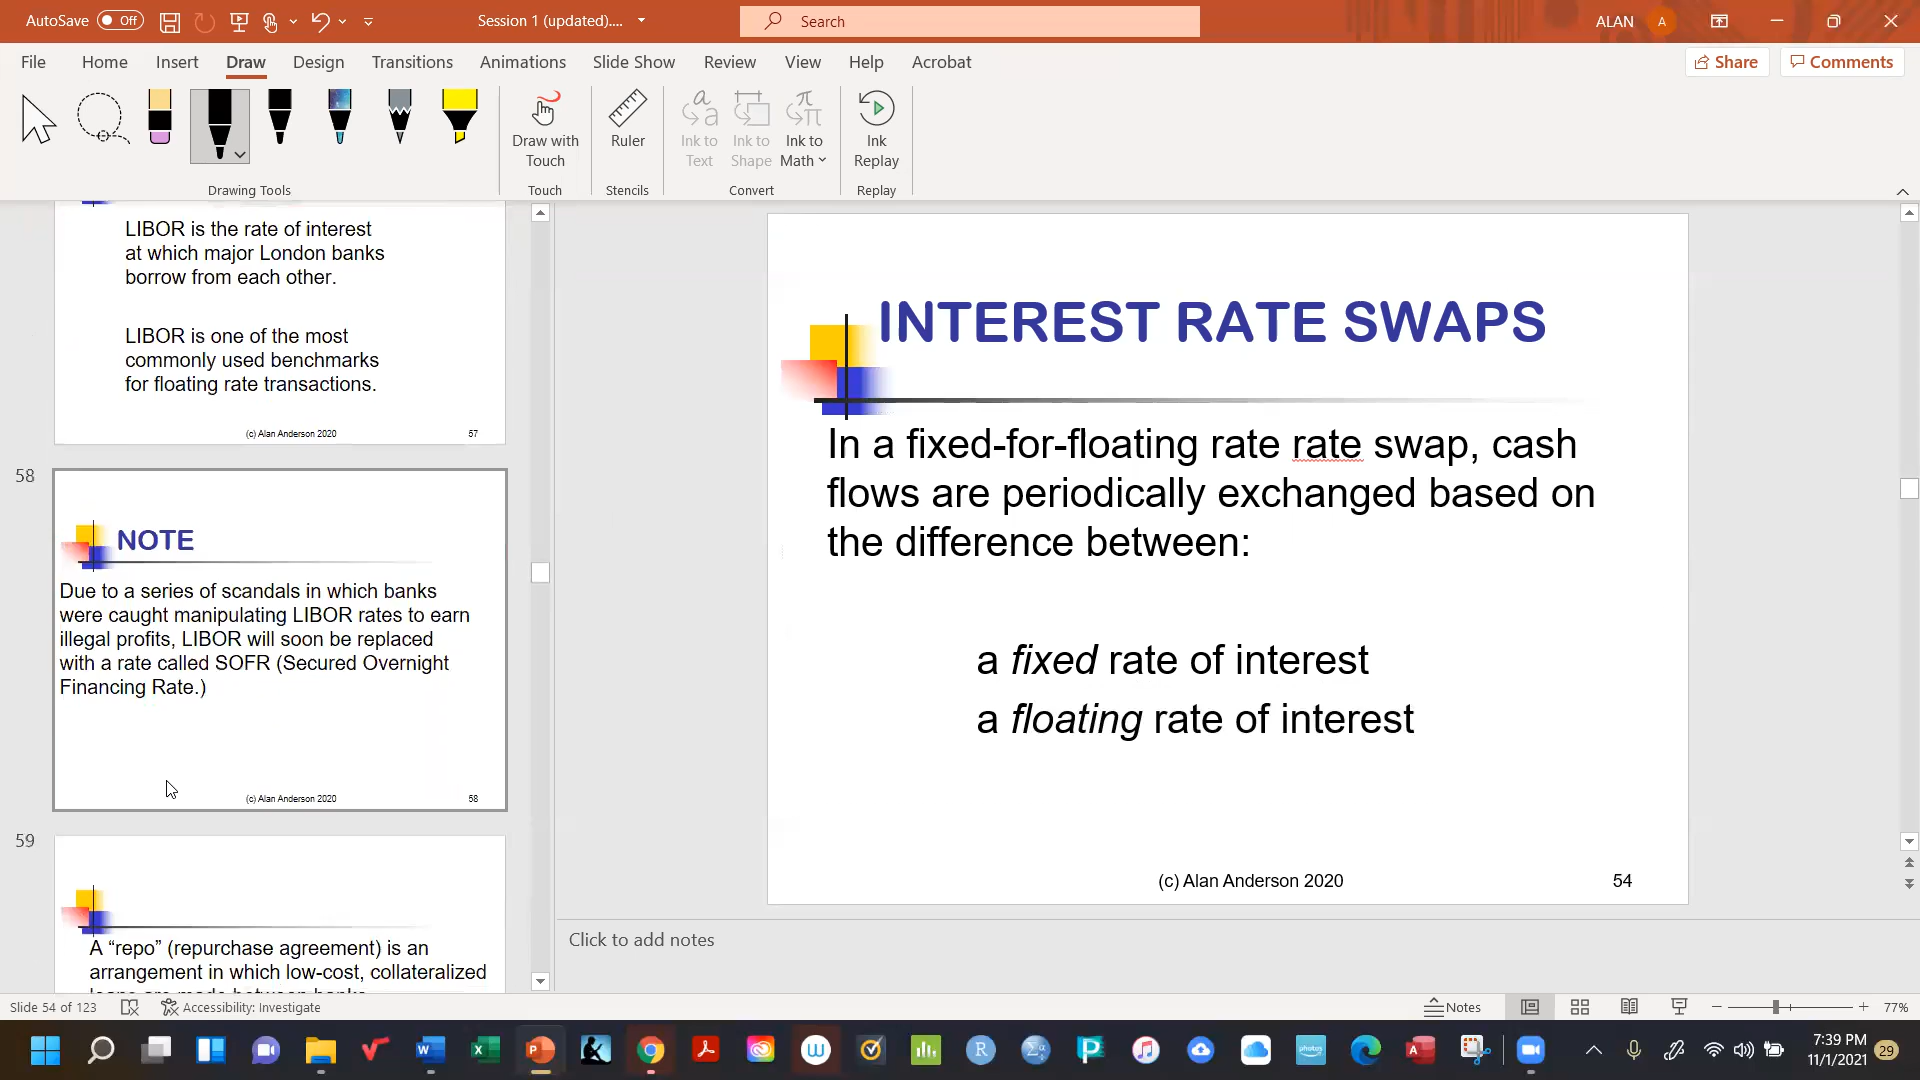 AutoSave Off Session 1 (updated).... Search ALAN A
File Home Insert Draw Design Transitions Animations Slide Show Review View Help Acrobat Share Comments
Draw with Touch
Ruler
Ink to Text
Ink to Shape
Ink to Math
Ink Replay
Drawing Tools Touch Stencils Convert Replay
LIBOR is the rate of interest
at which major London banks
borrow from each other.
LIBOR is one of the most
commonly used benchmarks
for floating rate transactions.
(c) Alan Anderson 2020 57
58
NOTE
Due to a series of scandals in which banks
were caught manipulating LIBOR rates to earn
illegal profits, LIBOR will soon be replaced
with a rate called SOFR (Secured Overnight
Financing Rate.)
(c) Alan Anderson 2020 58
59
A “repo” (repurchase agreement) is an
arrangement in which low-cost, collateralized
INTEREST RATE SWAPS
In a fixed-for-floating rate rate swap, cash
flows are periodically exchanged based on
the difference between:
a fixed rate of interest
a floating rate of interest
(c) Alan Anderson 2020 54
Click to add notes
Slide 54 of 123 Accessibility: Investigate Notes 77%
7:39 PM
11/1/2021 29